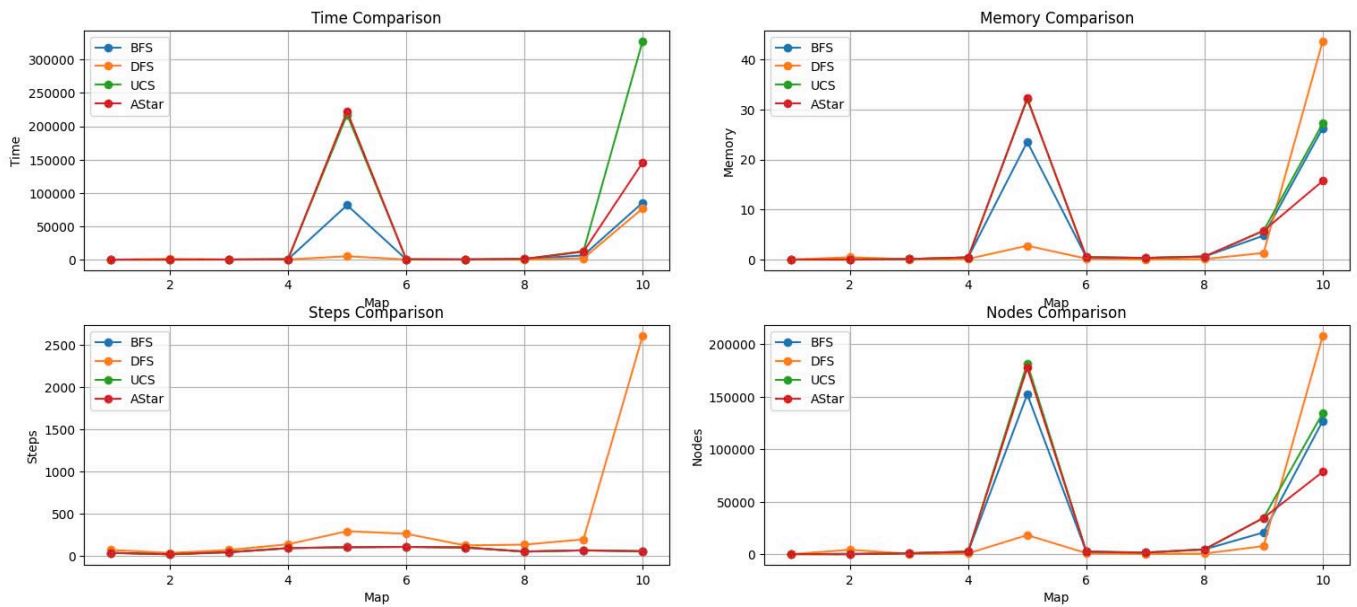 Time Comparison
BFS
DFS
UCS
AStar
300000
250000
200000
150000
100000
50000
0
Time
2
4
6
8
10
Map
Memory Comparison
BFS
DFS
UCS
AStar
40
30
20
10
0
Memory
2
4
6
8
10
Map
Steps Comparison
BFS
DFS
UCS
AStar
2500
2000
1500
1000
500
0
Steps
2
4
6
8
10
Map
Nodes Comparison
BFS
DFS
UCS
AStar
200000
150000
100000
50000
0
Nodes
2
4
6
8
10
Map